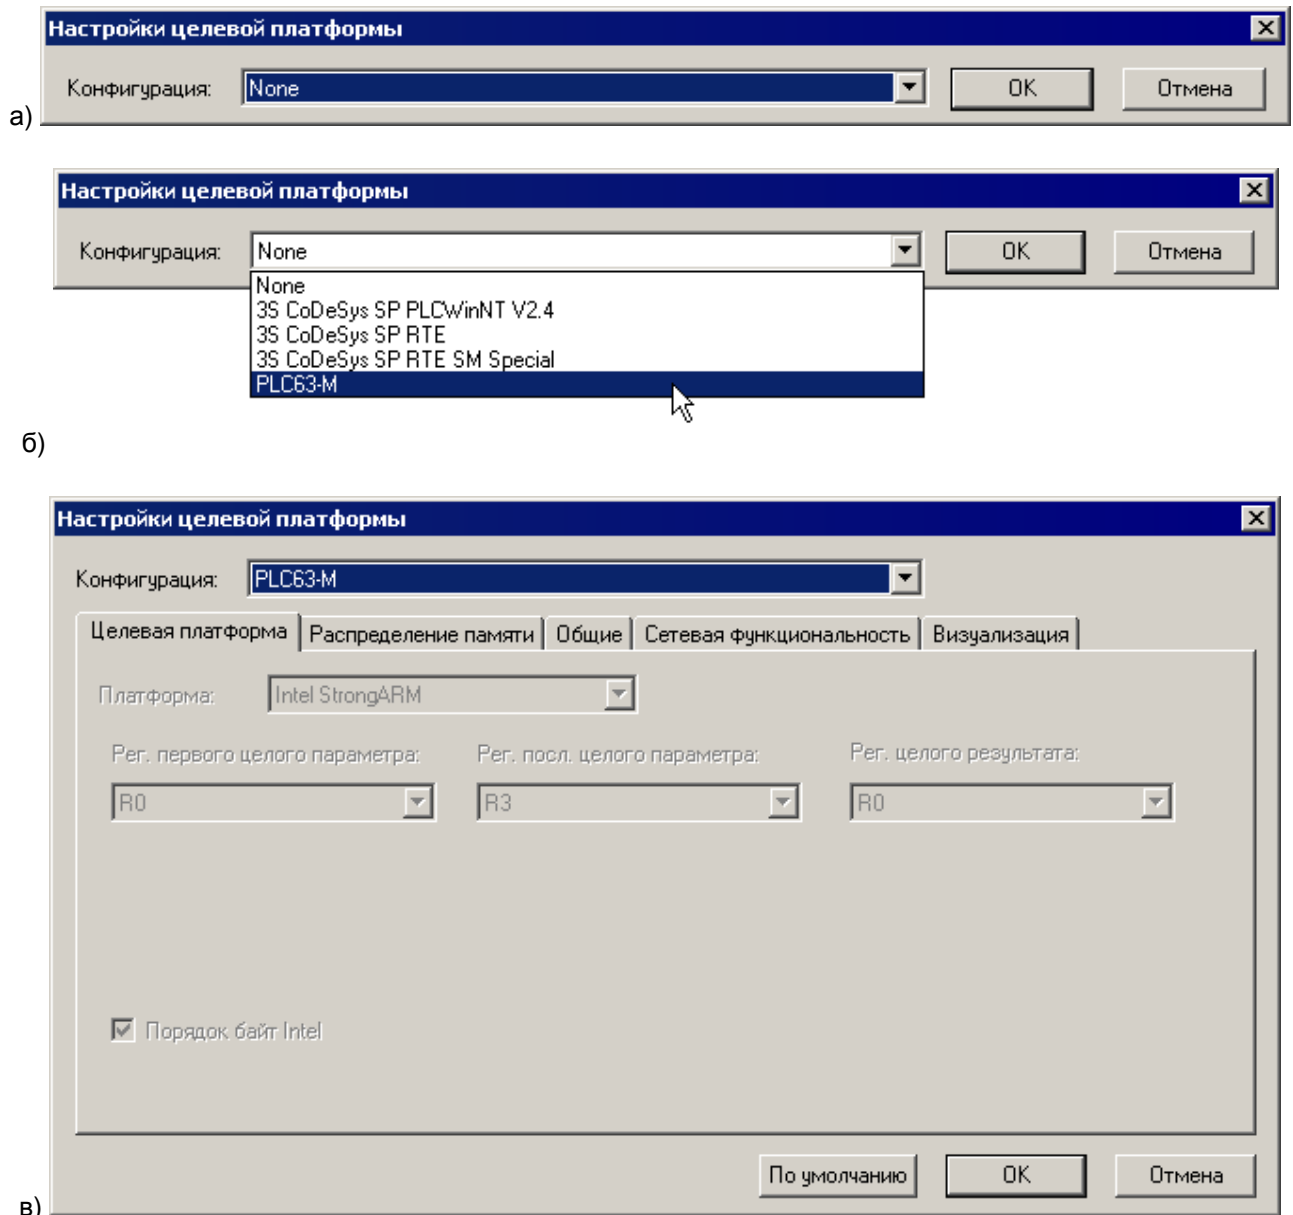 Настройки целевой платформы
Конфигурация: None OK Отмена
а)
Настройки целевой платформы
Конфигурация: None OK Отмена
None
3S CoDeSys SP PLCWinNT V2.4
3S CoDeSys SP RTE
3S CoDeSys SP RTE SM Special
PLC63-M
б)
Настройки целевой платформы
Конфигурация: PLC63-M
Целевая платформа Распределение памяти Общие Сетевая функциональность Визуализация
Платформа: Intel StrongARM
Рег. первого целого параметра: Рег. посл. целого параметра: Рег. целого результата:
R0 R3 R0
Порядок байт Intel
По умолчанию OK Отмена
в)